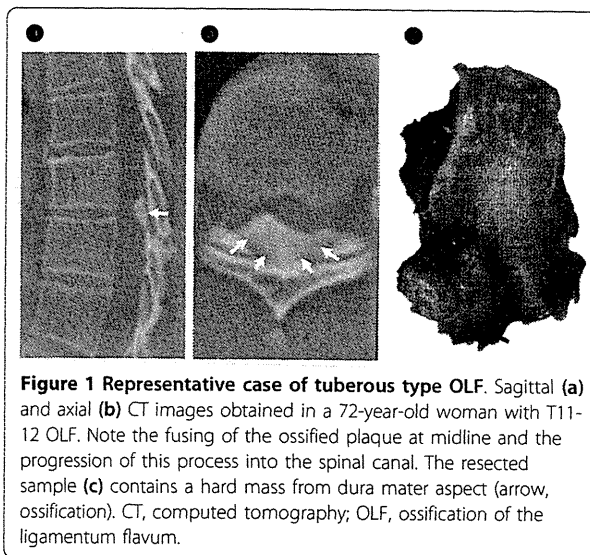 Figure 1 Representative case of tuberous type OLF. Sagittal (a)
and axial (b) CT images obtained in a 72-year-old woman with T11-
12 OLF. Note the fusing of the ossified plaque at midline and the
progression of this process into the spinal canal. The resected
sample (c) contains a hard mass from dura mater aspect (arrow,
ossification). CT, computed tomography; OLF, ossification of the
ligamentum flavum.